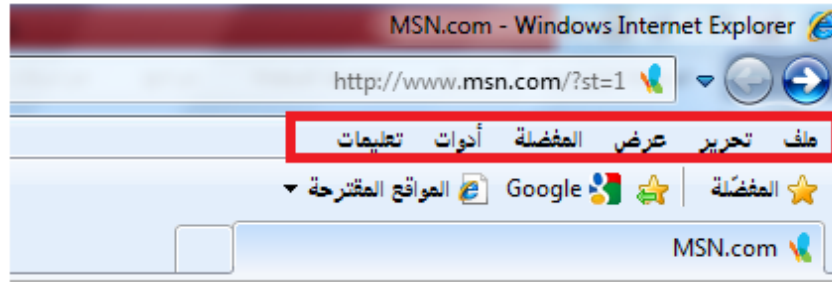 MSN.com - Windows Internet Explorer
http://www.msn.com/?st=1
ملف تحرير عرض المفضلة أدوات تعليمات
المفضّلة Google المواقع المقترحة
MSN.com